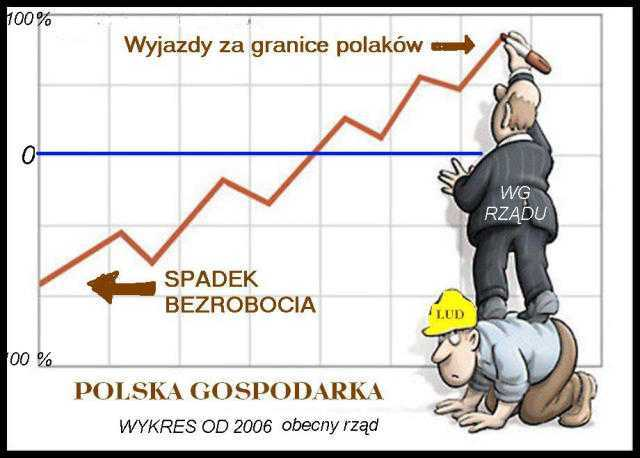 100%
Wyjazdy za granice polaków
0
WG
RZĄDU
SPADEK
BEZROBOCIA
LUD
100 %
POLSKA GOSPODARKA
WYKRES OD 2006 obecny rząd